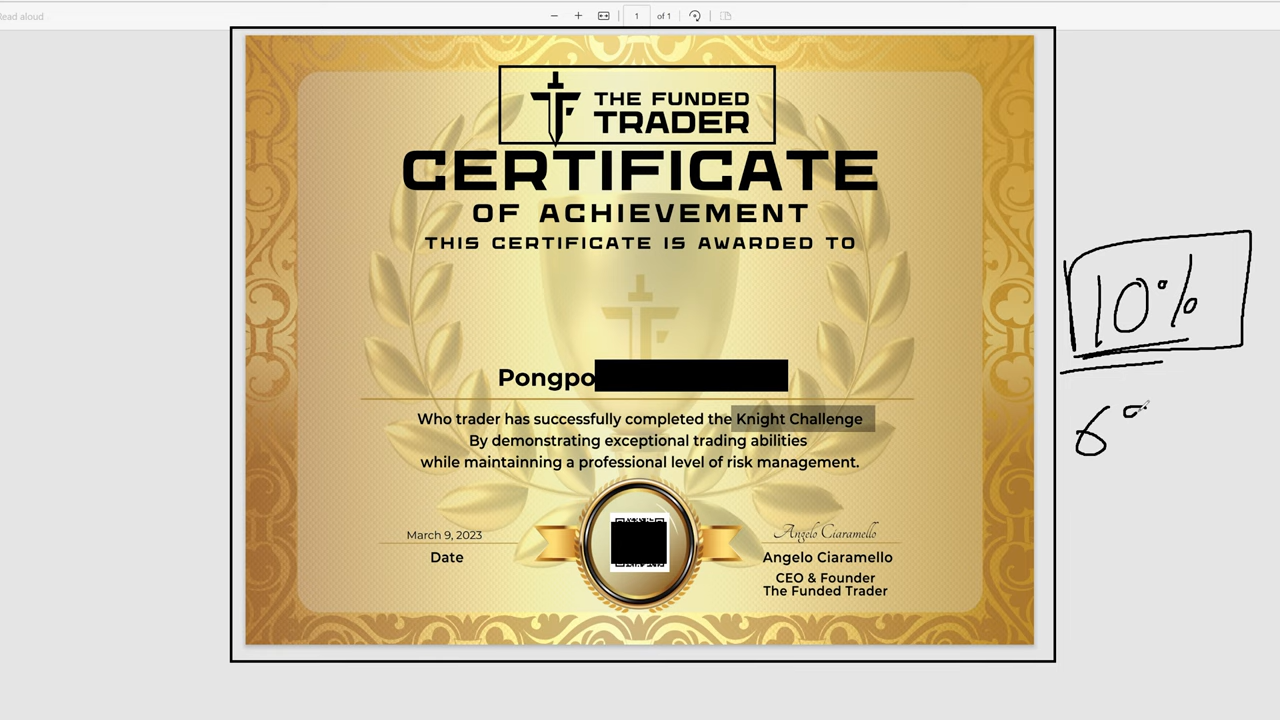 Read aloud
1 of 1
THE FUNDED
TRADER
CERTIFICATE
OF ACHIEVEMENT
THIS CERTIFICATE IS AWARDED TO
Pongpo
Who trader has successfully completed the Knight Challenge
By demonstrating exceptional trading abilities
while maintainning a professional level of risk management.
March 9, 2023
Date
Angelo Ciaramello
Angelo Ciaramello
CEO & Founder
The Funded Trader
10%
6